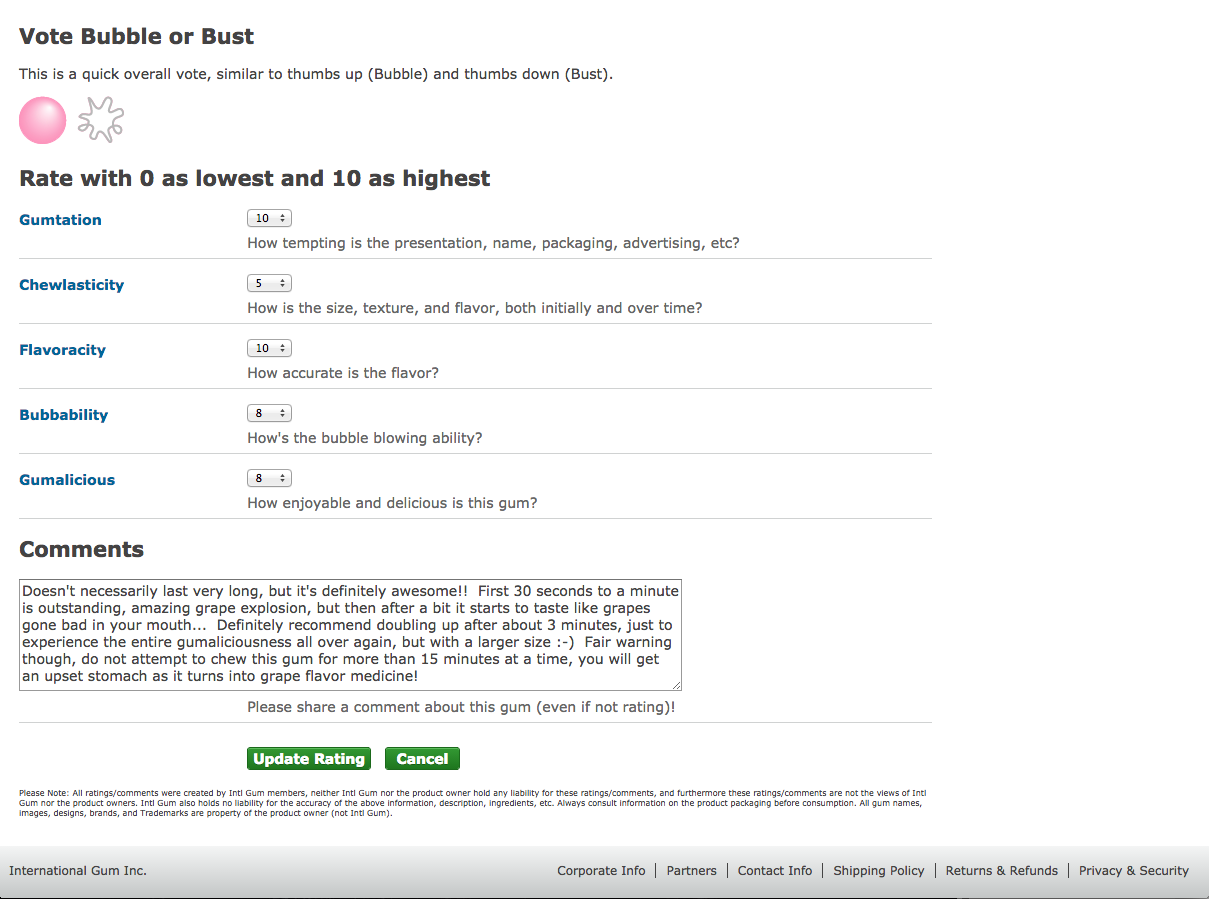 Vote Bubble or Bust
This is a quick overall vote, similar to thumbs up (Bubble) and thumbs down (Bust).
Rate with 0 as lowest and 10 as highest
Gumtation 10
How tempting is the presentation, name, packaging, advertising, etc?
Chewlasticity 5
How is the size, texture, and flavor, both initially and over time?
Flavoracity 10
How accurate is the flavor?
Bubbability 8
How's the bubble blowing ability?
Gumalicious 8
How enjoyable and delicious is this gum?
Comments
Doesn't necessarily last very long, but it's definitely awesome!!  First 30 seconds to a minute
is outstanding, amazing grape explosion, but then after a bit it starts to taste like grapes
gone bad in your mouth...  Definitely recommend doubling up after about 3 minutes, just to
experience the entire gumaliciousness all over again, but with a larger size :-)  Fair warning
though, do not attempt to chew this gum for more than 15 minutes at a time, you will get
an upset stomach as it turns into grape flavor medicine!
Please share a comment about this gum (even if not rating)!
Update Rating Cancel
Please Note: All ratings/comments were created by Intl Gum members, neither Intl Gum nor the product owner hold any liability for these ratings/comments, and furthermore these ratings/comments are not the views of Intl
Gum nor the product owners. Intl Gum also holds no liability for the accuracy of the above information, description, ingredients, etc. Always consult information on the product packaging before consumption. All gum names,
images, designs, brands, and Trademarks are property of the product owner (not Intl Gum).
International Gum Inc. Corporate Info | Partners | Contact Info | Shipping Policy | Returns & Refunds | Privacy & Security